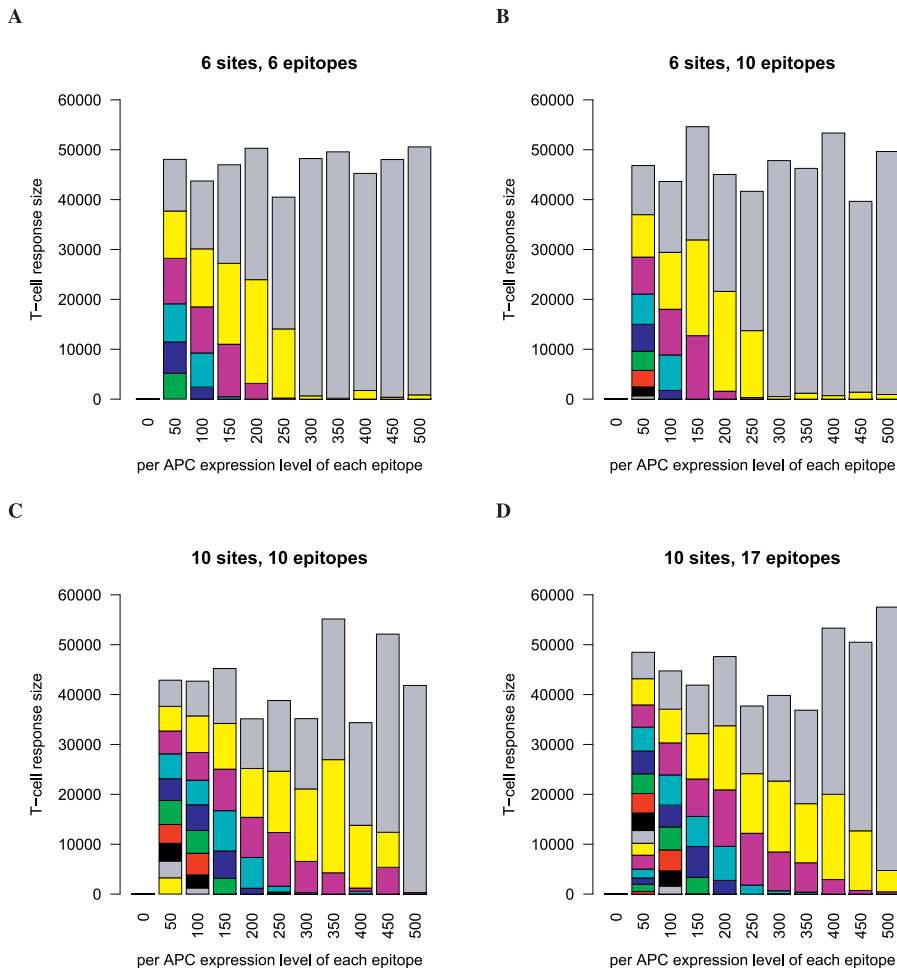 A
B
6 sites, 6 epitopes
6 sites, 10 epitopes
60000
50000
40000
30000
20000
10000
0
T−cell response size
0 50 100 150 200 250 300 350 400 450 500
per APC expression level of each epitope
60000
50000
40000
30000
20000
10000
0
T−cell response size
0 50 100 150 200 250 300 350 400 450 500
per APC expression level of each epitope
C
D
10 sites, 10 epitopes
10 sites, 17 epitopes
60000
50000
40000
30000
20000
10000
0
T−cell response size
0 50 100 150 200 250 300 350 400 450 500
per APC expression level of each epitope
60000
50000
40000
30000
20000
10000
0
T−cell response size
0 50 100 150 200 250 300 350 400 450 500
per APC expression level of each epitope